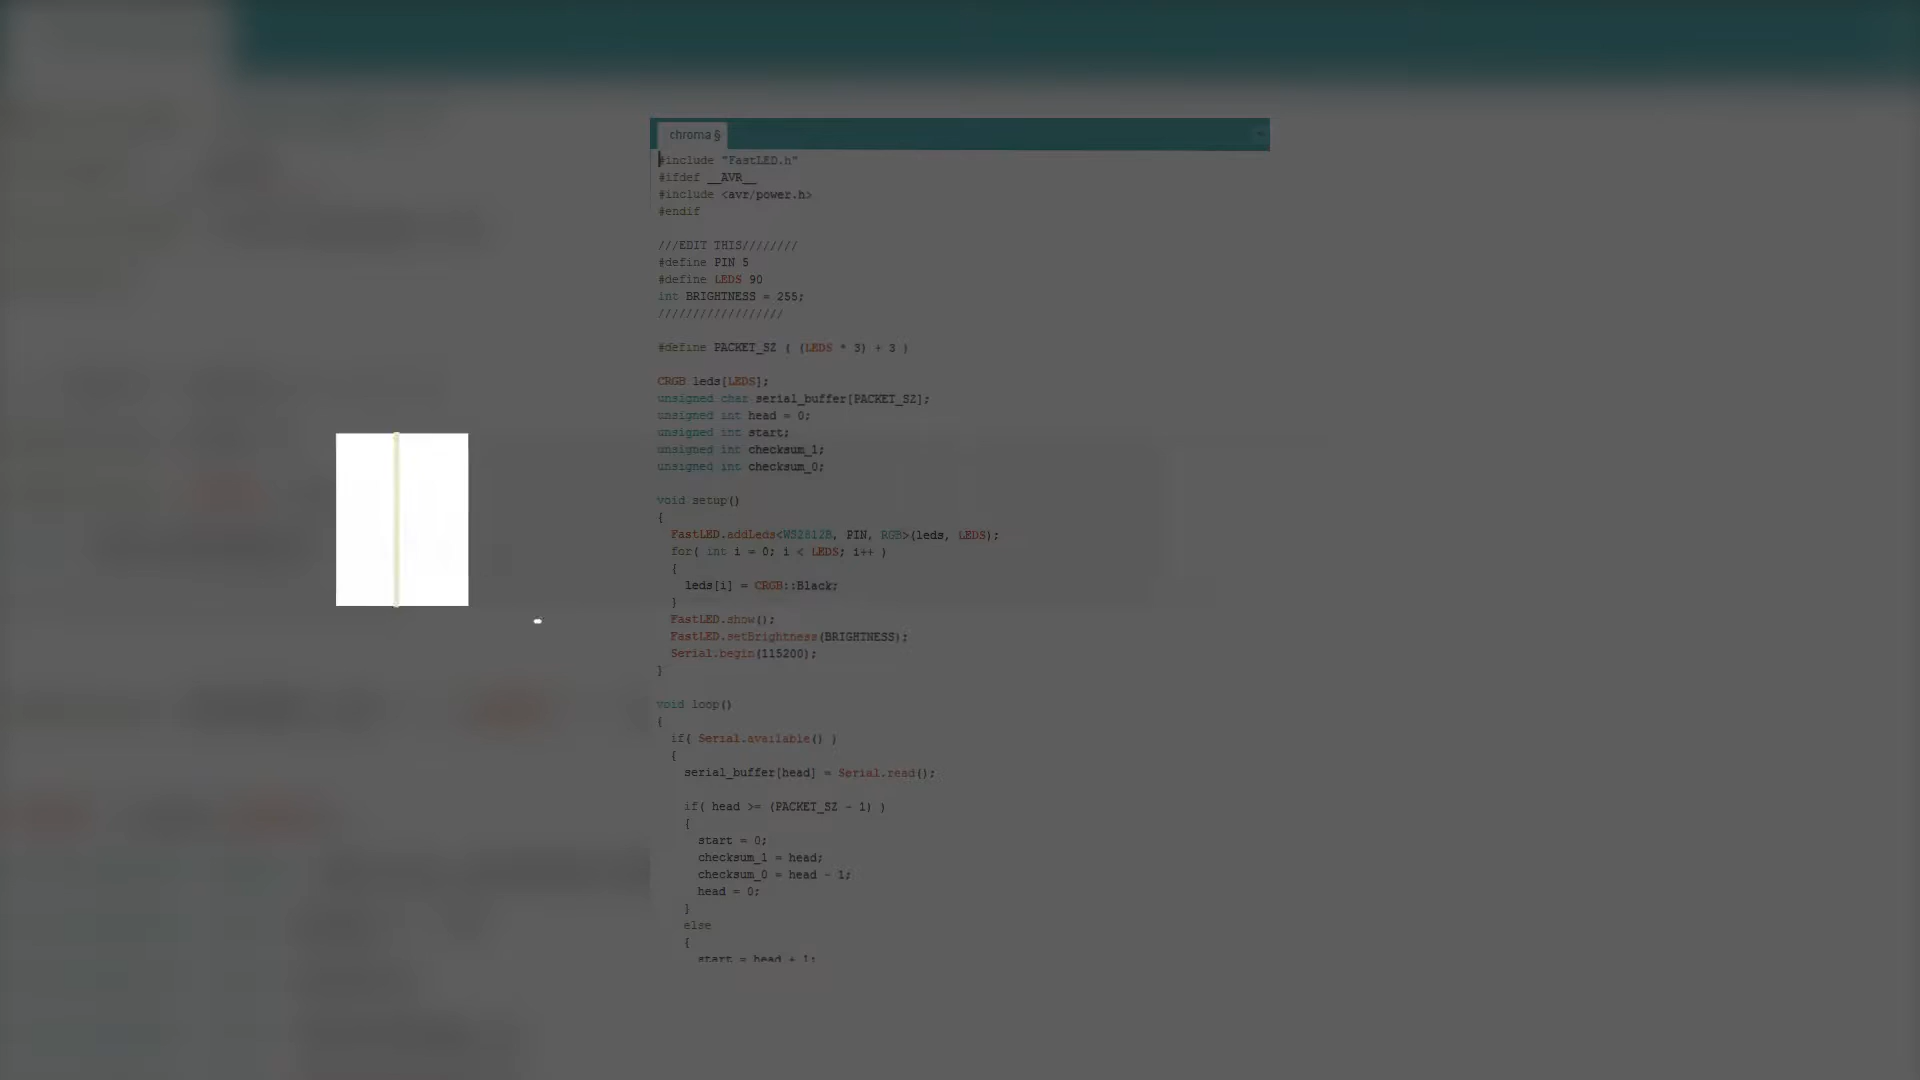 chroma §
#include "FastLED.h"
#ifdef __AVR__
#include <avr/power.h>
#endif
///EDIT THIS////////
#define PIN 5
#define LEDS 90
int BRIGHTNESS = 255;
//////////////////
#define PACKET_SZ ( (LEDS * 3) + 3 )
CRGB leds[LEDS];
unsigned char serial_buffer[PACKET_SZ];
unsigned int head = 0;
unsigned int start;
unsigned int checksum_1;
unsigned int checksum_0;
void setup()
{
FastLED.addLeds<WS2812B, PIN, RGB>(leds, LEDS);
for( int i = 0; i < LEDS; i++ )
{
leds[i] = CRGB::Black;
}
FastLED.show();
FastLED.setBrightness(BRIGHTNESS);
Serial.begin(115200);
}
void loop()
{
if( Serial.available() )
{
serial_buffer[head] = Serial.read();
if( head >= (PACKET_SZ - 1) )
{
start = 0;
checksum_1 = head;
checksum_0 = head - 1;
head = 0;
}
else
{
start = head + 1;